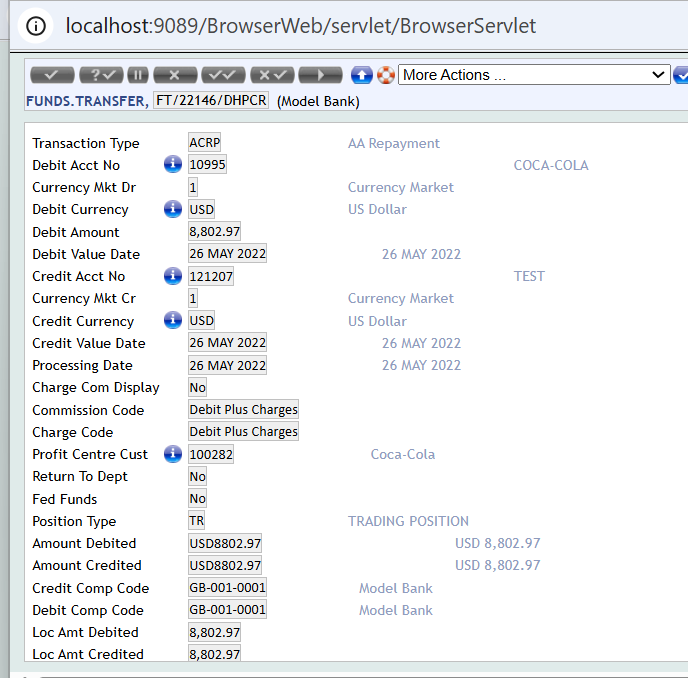 localhost:9089/BrowserWeb/servlet/BrowserServlet
More Actions ...
FUNDS.TRANSFER, FT/22146/DHPCR (Model Bank)
Transaction Type ACRP AA Repayment
Debit Acct No 10995 COCA-COLA
Currency Mkt Dr 1 Currency Market
Debit Currency USD US Dollar
Debit Amount 8,802.97
Debit Value Date 26 MAY 2022 26 MAY 2022
Credit Acct No 121207 TEST
Currency Mkt Cr 1 Currency Market
Credit Currency USD US Dollar
Credit Value Date 26 MAY 2022 26 MAY 2022
Processing Date 26 MAY 2022 26 MAY 2022
Charge Com Display No
Commission Code Debit Plus Charges
Charge Code Debit Plus Charges
Profit Centre Cust 100282 Coca-Cola
Return To Dept No
Fed Funds No
Position Type TR TRADING POSITION
Amount Debited USD8802.97 USD 8,802.97
Amount Credited USD8802.97 USD 8,802.97
Credit Comp Code GB-001-0001 Model Bank
Debit Comp Code GB-001-0001 Model Bank
Loc Amt Debited 8,802.97
Loc Amt Credited 8,802.97